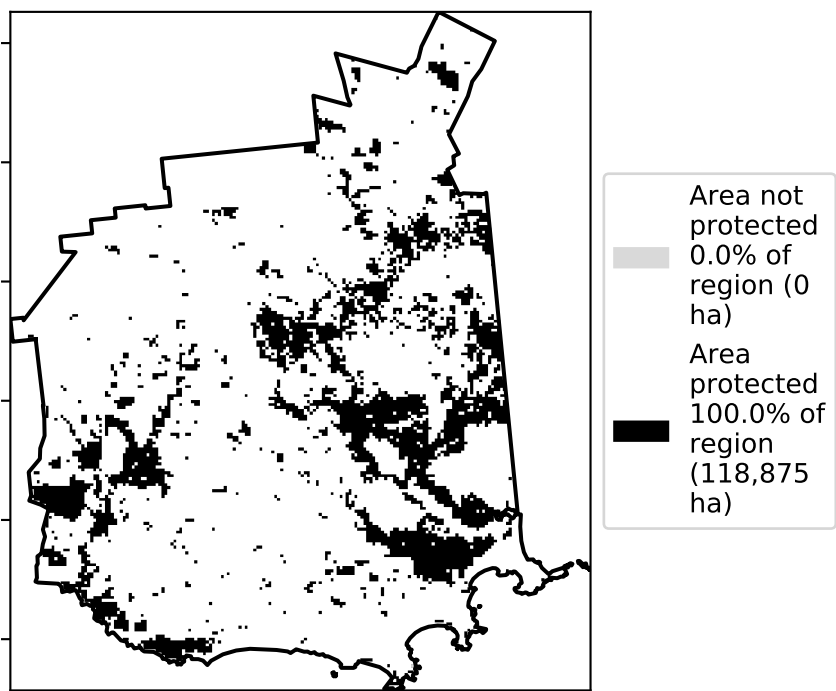 Area not
protected
0.0% of
region (0
ha)
Area
protected
100.0% of
region
(118,875
ha)